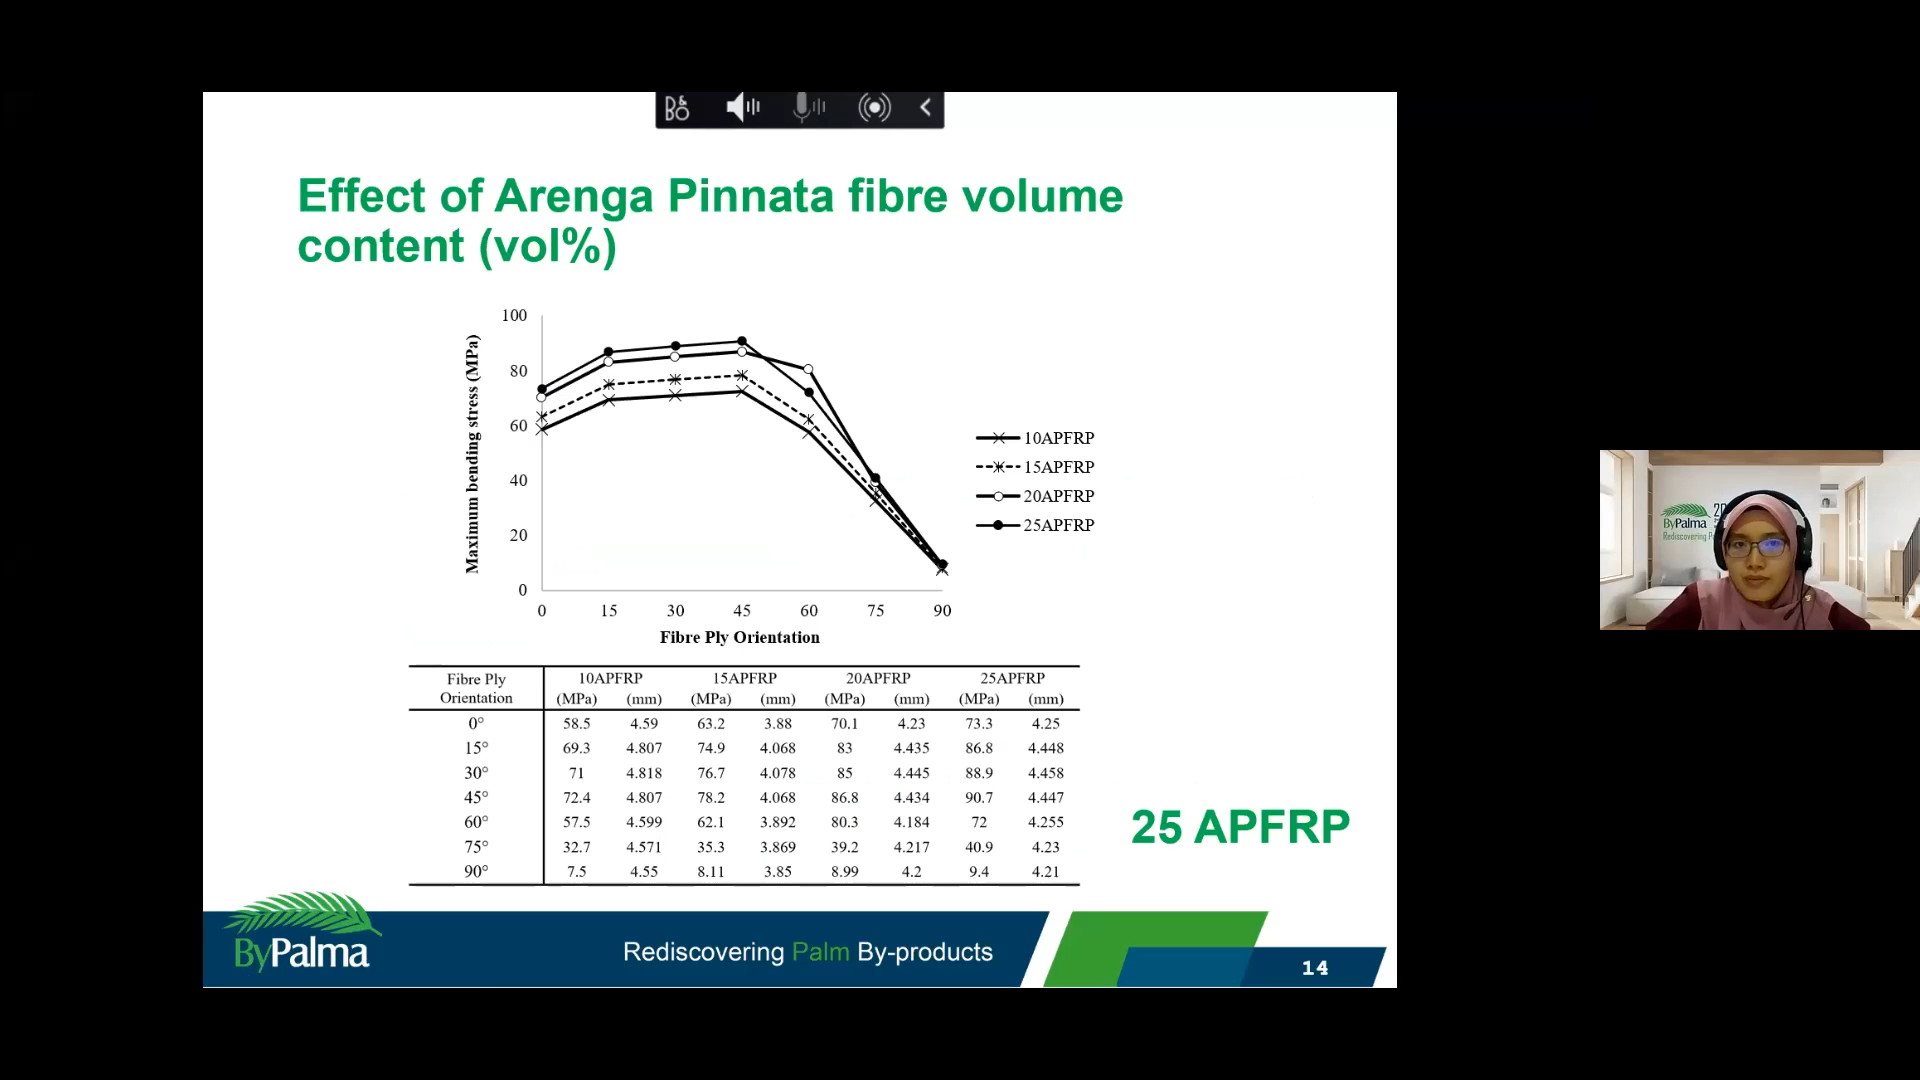 B&O
Effect of Arenga Pinnata fibre volume
content (vol%)
Maximum bending stress (MPa)
100
80
60
40
20
0
0 15 30 45 60 75 90
Fibre Ply Orientation
10APFRP
15APFRP
20APFRP
25APFRP
Fibre Ply 10APFRP 15APFRP 20APFRP 25APFRP
Orientation (MPa) (mm) (MPa) (mm) (MPa) (mm) (MPa) (mm)
0° 58.5 4.59 63.2 3.88 70.1 4.23 73.3 4.25
15° 69.3 4.807 74.9 4.068 83 4.435 86.8 4.448
30° 71 4.818 76.7 4.078 85 4.445 88.9 4.458
45° 72.4 4.807 78.2 4.068 86.8 4.434 90.7 4.447
60° 57.5 4.599 62.1 3.892 80.3 4.184 72 4.255
75° 32.7 4.571 35.3 3.869 39.2 4.217 40.9 4.23
90° 7.5 4.55 8.11 3.85 8.99 4.2 9.4 4.21
25 APFRP
ByPalma
Rediscovering Palm By-products
14
ByPalma
Rediscovering